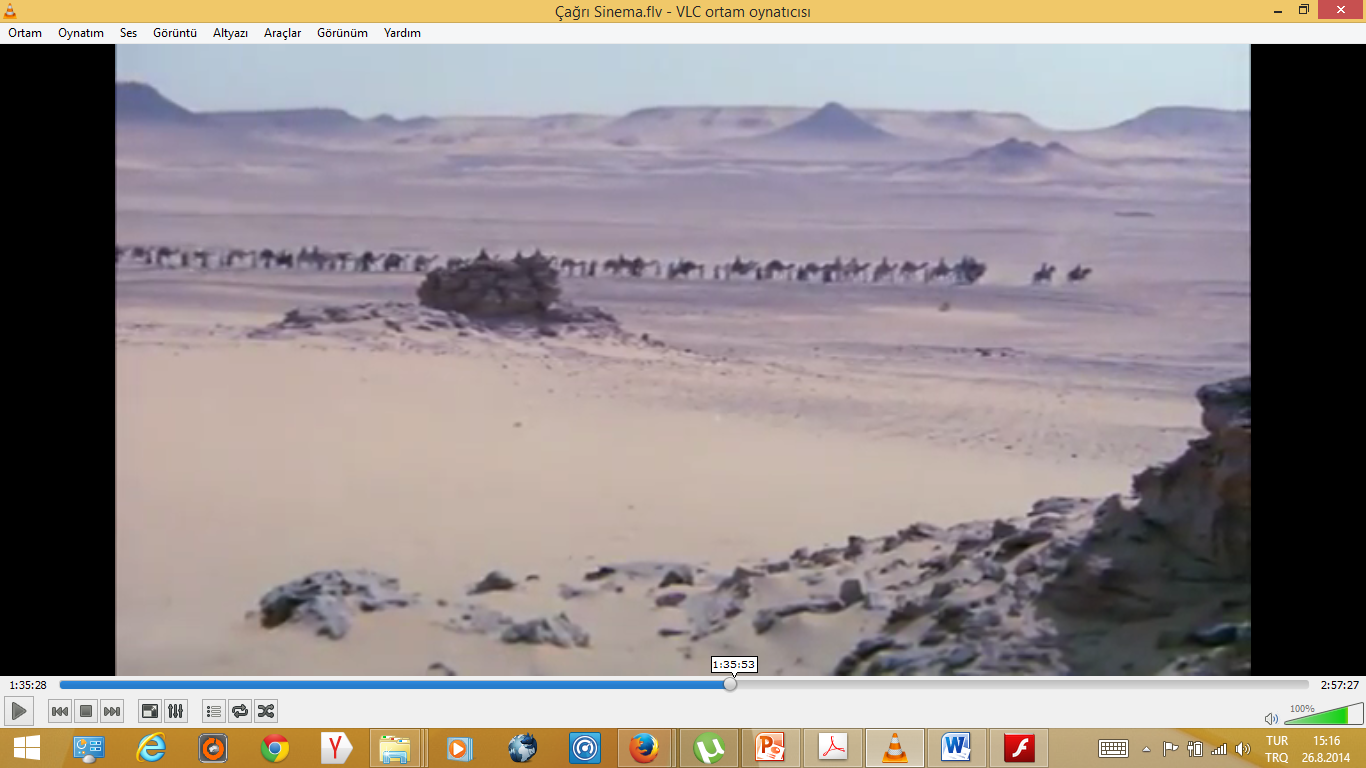 Çağrı Sinema.flv - VLC ortam oynatıcısı
Ortam Oynatım Ses Görüntü Altyazı Araçlar Görünüm Yardım
1:35:53
1:35:28 2:57:27
100%
TUR 15:16
TRQ 26.8.2014